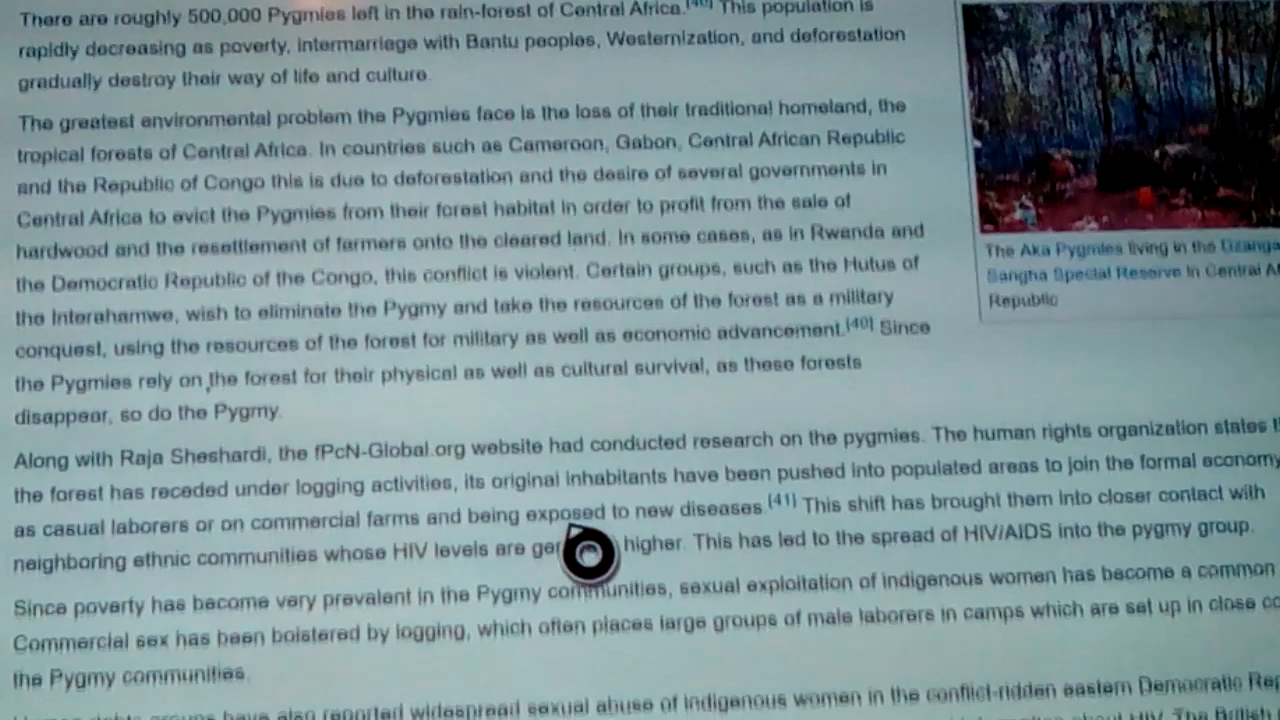 There are roughly 500,000 Pygmies left in the rain-forest of Central Africa.[40] This population is
rapidly decreasing as poverty, intermarriage with Bantu peoples, Westernization, and deforestation
gradually destroy their way of life and culture.
The greatest environmental problem the Pygmies face is the loss of their traditional homeland, the
tropical forests of Central Africa. In countries such as Cameroon, Gabon, Central African Republic
and the Republic of Congo this is due to deforestation and the desire of several governments in
Central Africa to evict the Pygmies from their forest habitat in order to profit from the sale of
hardwood and the resettlement of farmers onto the cleared land. In some cases, as in Rwanda and
the Democratic Republic of the Congo, this conflict is violent. Certain groups, such as the Hutus of
the Interahamwe, wish to eliminate the Pygmy and take the resources of the forest as a military
conquest, using the resources of the forest for military as well as economic advancement.[40] Since
the Pygmies rely on the forest for their physical as well as cultural survival, as these forests
disappear, so do the Pygmy.
The Aka Pygmies living in the Dzanga
Sangha Special Reserve in Central Af
Republic
Along with Raja Sheshardi, the fPcN-Global.org website had conducted research on the pygmies. The human rights organization states
the forest has receded under logging activities, its original inhabitants have been pushed into populated areas to join the formal economy
as casual laborers or on commercial farms and being exposed to new diseases.[41] This shift has brought them into closer contact with
neighboring ethnic communities whose HIV levels are ge higher. This has led to the spread of HIV/AIDS into the pygmy group.
Since poverty has become very prevalent in the Pygmy communities, sexual exploitation of indigenous women has become a common
Commercial sex has been bolstered by logging, which often places large groups of male laborers in camps which are set up in close co
the Pygmy communities.
groups have also reported widespread sexual abuse of indigenous women in the conflict-ridden eastern Democratic Rep
about HIV. The British